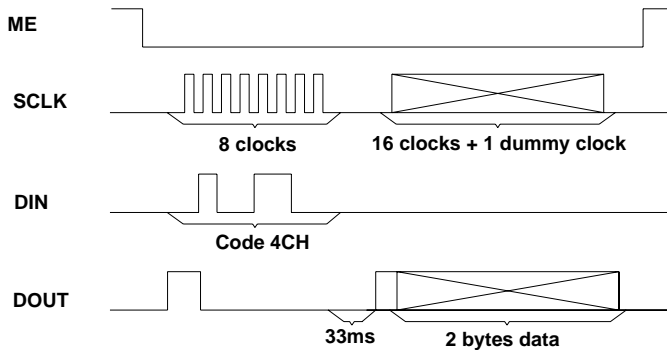 ME
SCLK
8 clocks
16 clocks + 1 dummy clock
DIN
Code 4CH
DOUT
33ms
2 bytes data